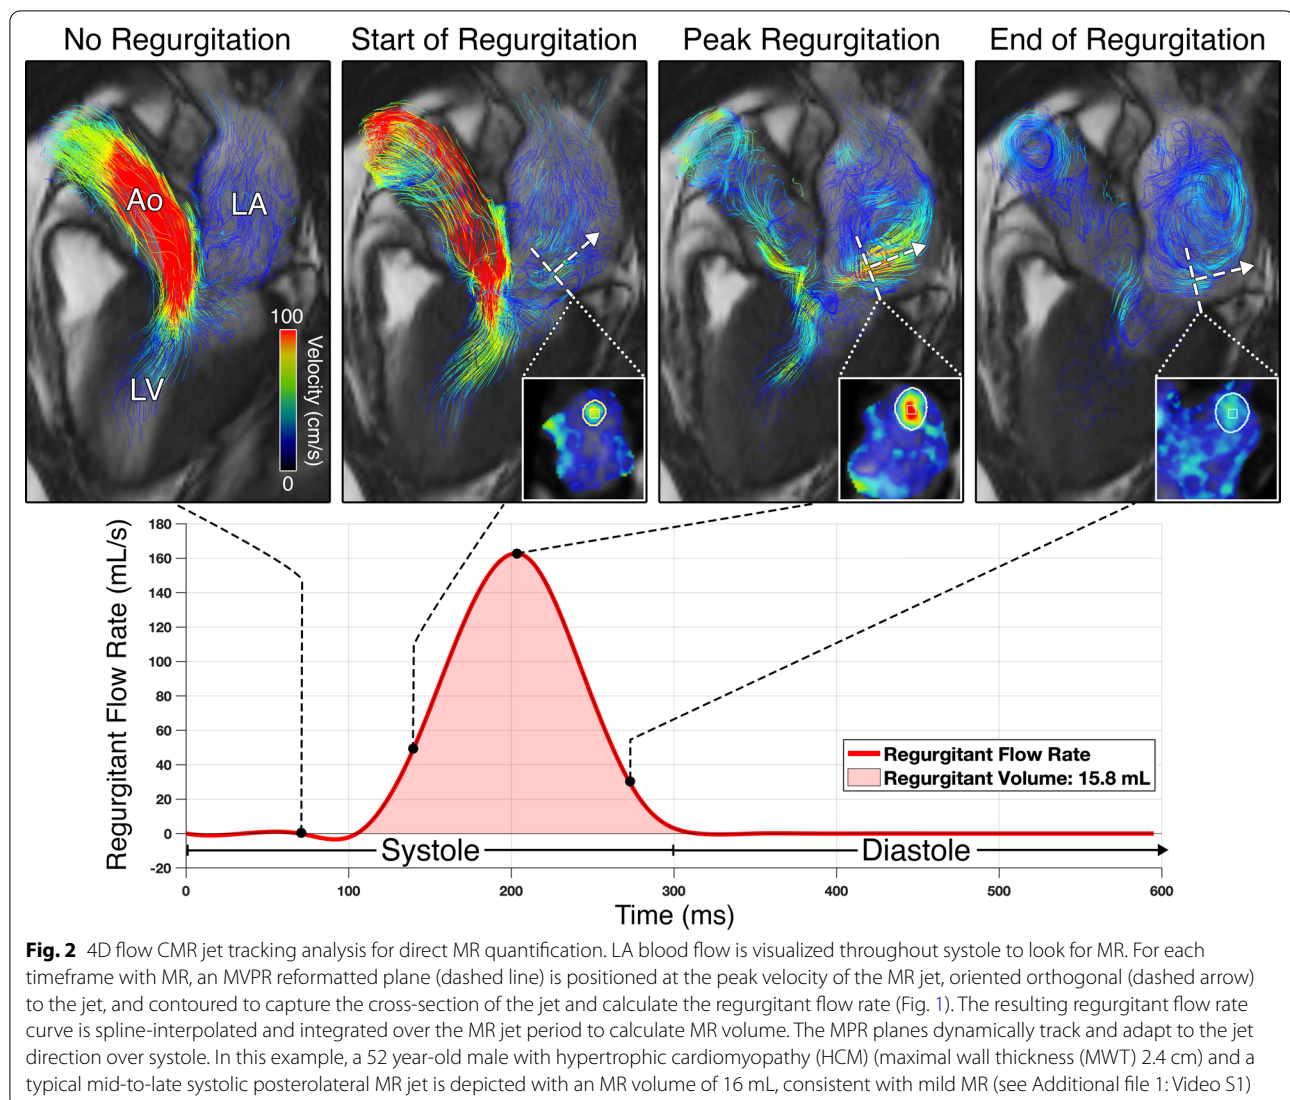 No Regurgitation
Start of Regurgitation
Peak Regurgitation
End of Regurgitation
Ao
LA
LV
100
Velocity (cm/s)
0
Regurgitant Flow Rate (mL/s)
180
160
140
120
100
80
60
40
20
0
-20
Regurgitant Flow Rate
Regurgitant Volume: 15.8 mL
Systole
Diastole
0
100
200
300
400
500
600
Time (ms)
Fig. 2 4D flow CMR jet tracking analysis for direct MR quantification. LA blood flow is visualized throughout systole to look for MR. For each
timeframe with MR, an MVPR reformatted plane (dashed line) is positioned at the peak velocity of the MR jet, oriented orthogonal (dashed arrow)
to the jet, and contoured to capture the cross-section of the jet and calculate the regurgitant flow rate (Fig. 1). The resulting regurgitant flow rate
curve is spline-interpolated and integrated over the MR jet period to calculate MR volume. The MPR planes dynamically track and adapt to the jet
direction over systole. In this example, a 52 year-old male with hypertrophic cardiomyopathy (HCM) (maximal wall thickness (MWT) 2.4 cm) and a
typical mid-to-late systolic posterolateral MR jet is depicted with an MR volume of 16 mL, consistent with mild MR (see Additional file 1: Video S1)